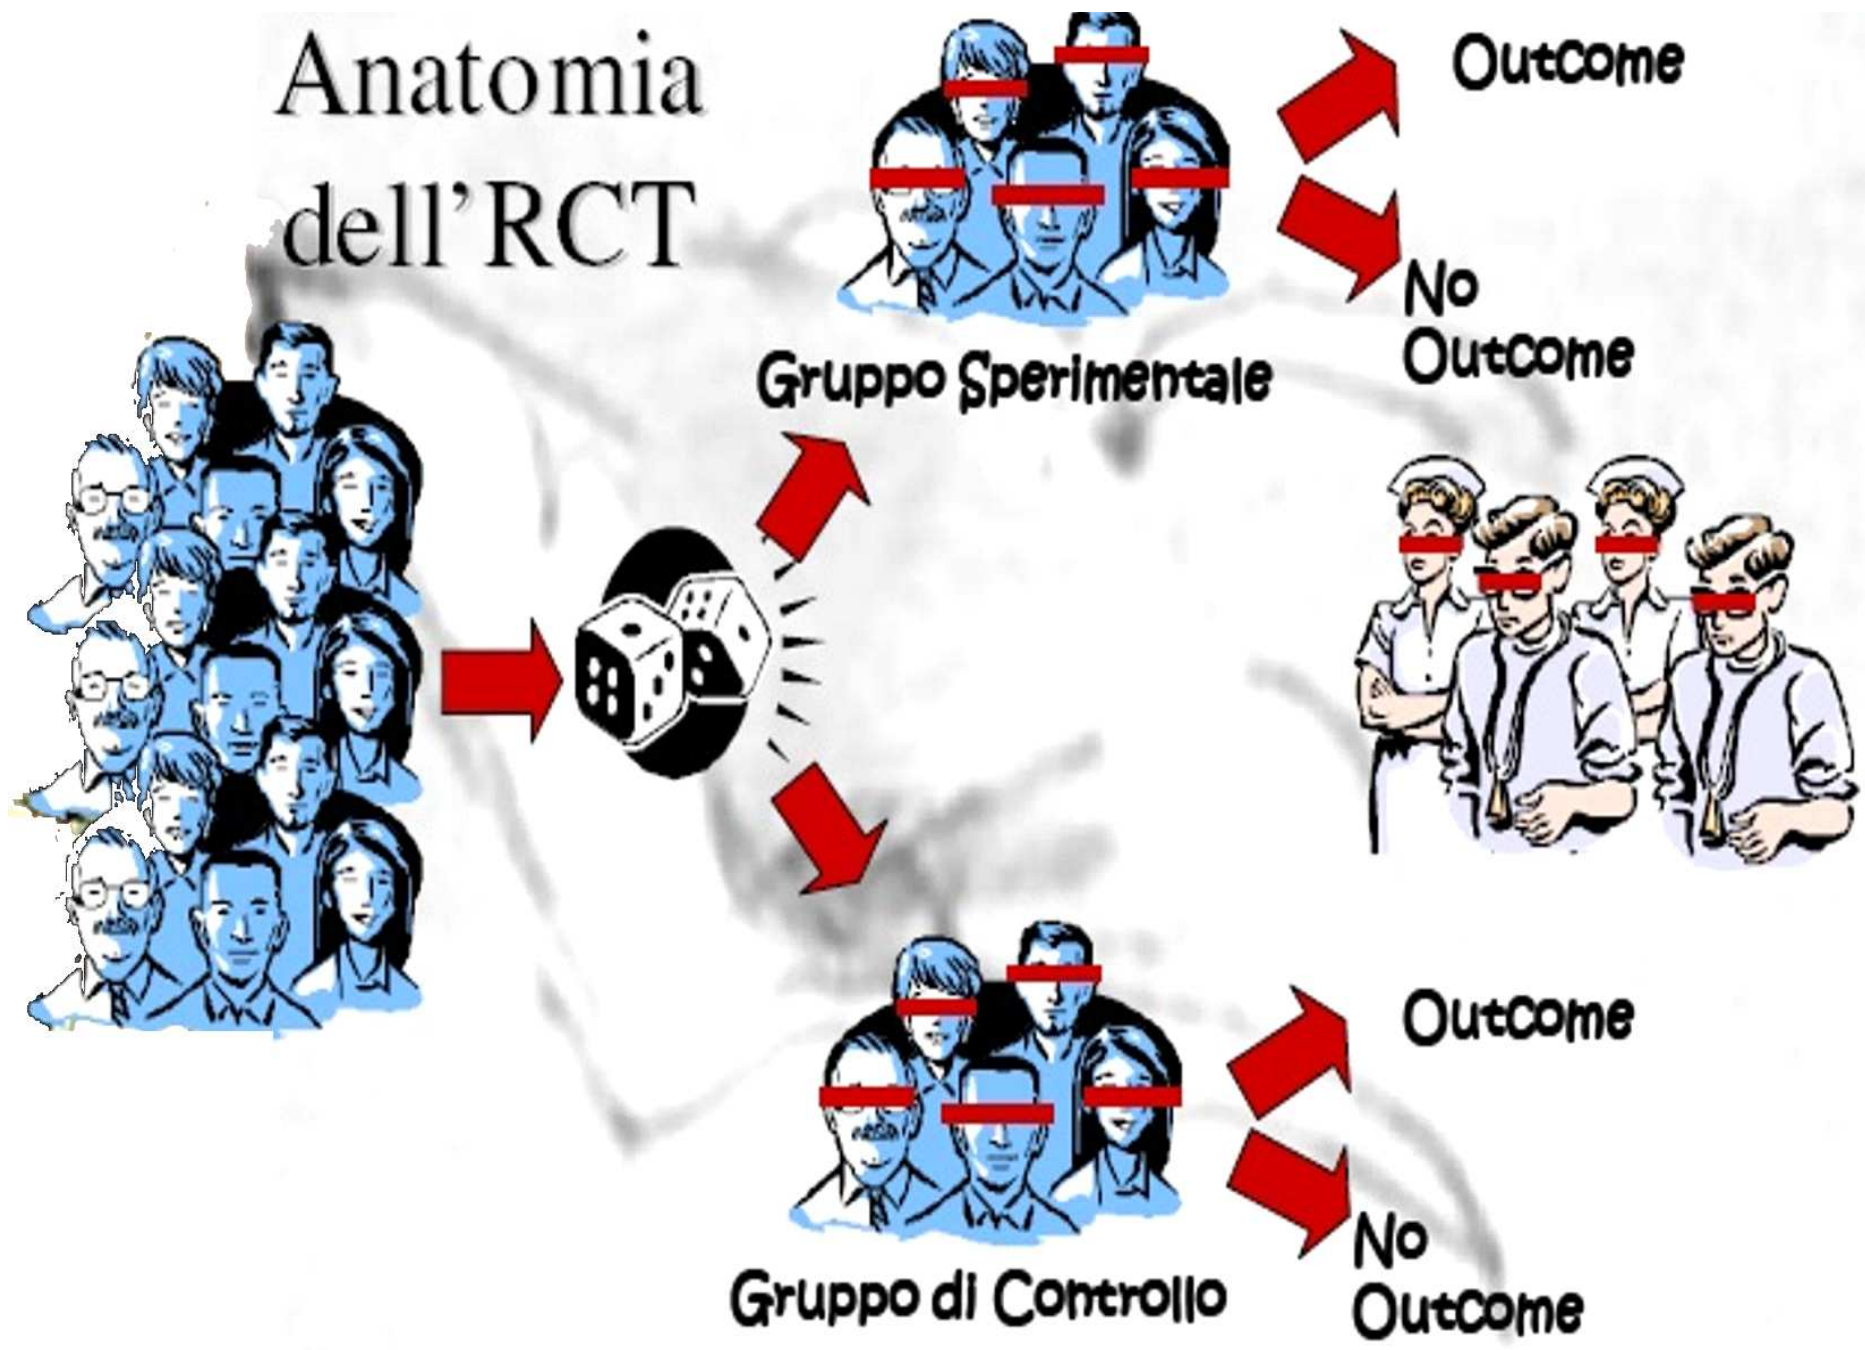 Anatomia
dell'RCT
Outcome
No
Outcome
Gruppo Sperimentale
Outcome
No
Outcome
Gruppo di Controllo